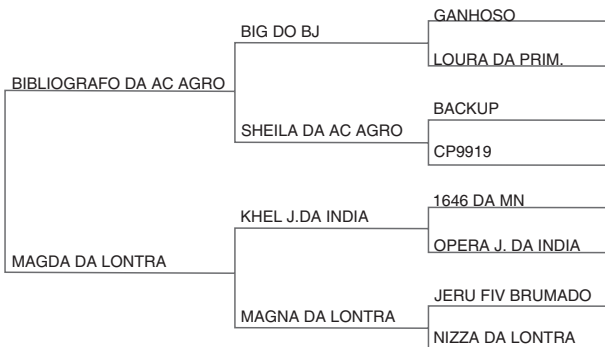 GANHOSO
BIG DO BJ
LOURA DA PRIM.
BIBLIOGRAFO DA AC AGRO
BACKUP
SHEILA DA AC AGRO
CP9919
1646 DA MN
KHEL J.DA INDIA
OPERA J. DA INDIA
MAGDA DA LONTRA
JERU FIV BRUMADO
MAGNA DA LONTRA
NIZZA DA LONTRA